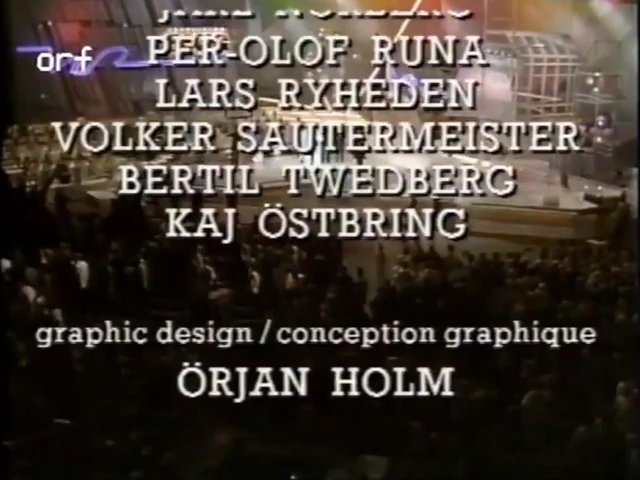 orf
PER-OLOF RUNA
LARS RYHEDEN
VOLKER SAUTERMEISTER
BERTIL TWEDBERG
KAJ ÖSTBRING
graphic design / conception graphique
ÖRJAN HOLM